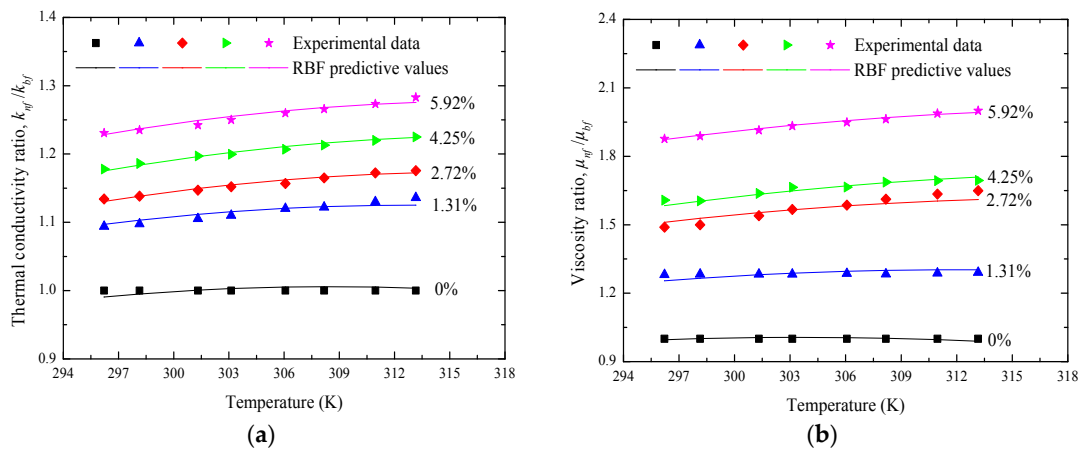 1.4
1.3
1.2
1.1
1.0
0.9
Thermal conductivity ratio, k_nf /k_bf
Experimental data
RBF predictive values
5.92%
4.25%
2.72%
1.31%
0%
294 297 300 303 306 309 312 315 318
Temperature (K)
(a)
2.4
2.1
1.8
1.5
1.2
0.9
Viscosity ratio, μ_nf /μ_bf
Experimental data
RBF predictive values
5.92%
4.25%
2.72%
1.31%
0%
294 297 300 303 306 309 312 315 318
Temperature (K)
(b)